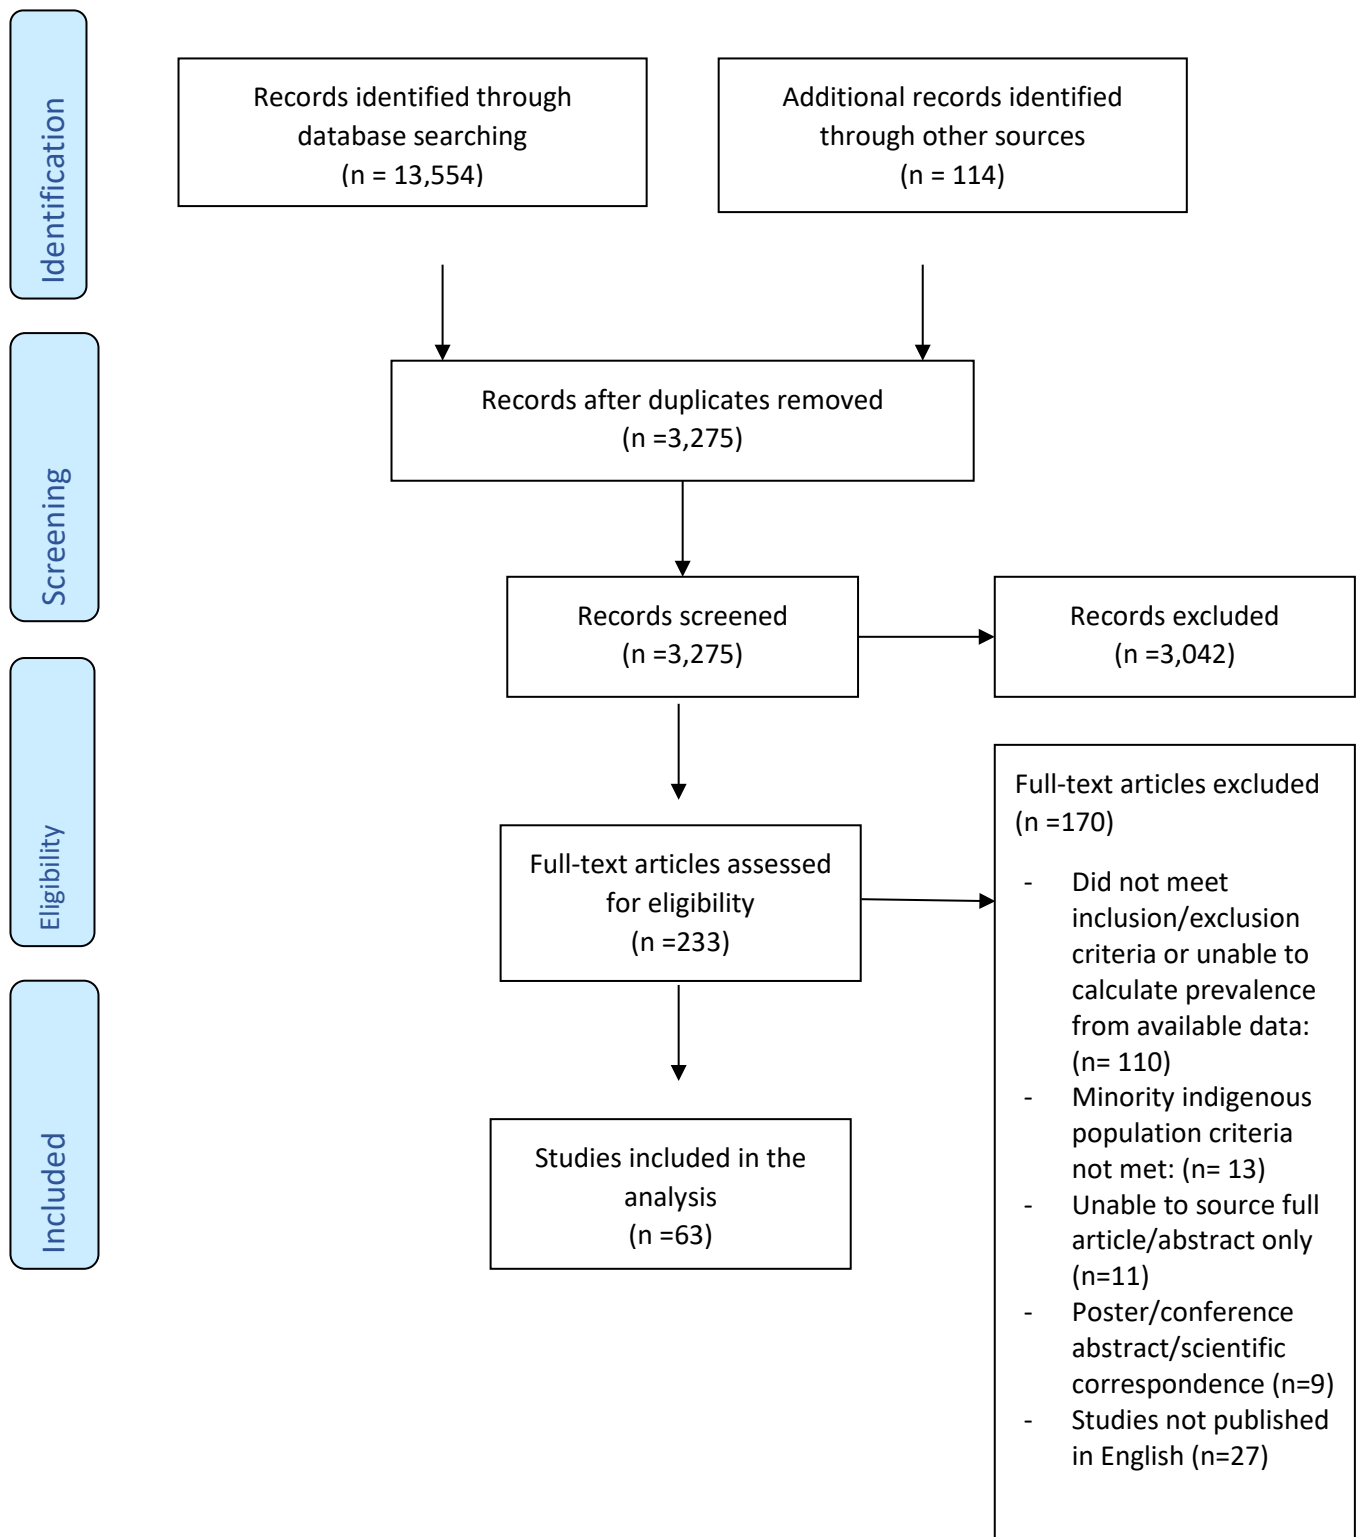 Identification
Records identified through
database searching
(n = 13,554)
Additional records identified
through other sources
(n = 114)
Screening
Records after duplicates removed
(n =3,275)
Records screened
(n =3,275)
Records excluded
(n =3,042)
Eligibility
Full-text articles assessed
for eligibility
(n =233)
Full-text articles excluded
(n =170)
- Did not meet
inclusion/exclusion
criteria or unable to
calculate prevalence
from available data:
(n= 110)
- Minority indigenous
population criteria
not met: (n= 13)
- Unable to source full
article/abstract only
(n=11)
- Poster/conference
abstract/scientific
correspondence (n=9)
- Studies not published
in English (n=27)
Included
Studies included in the
analysis
(n =63)